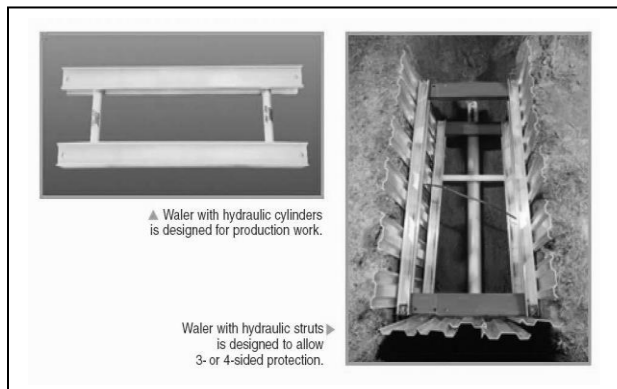 ▲ Waler with hydraulic cylinders
is designed for production work.
Waler with hydraulic struts ▶
is designed to allow
3- or 4-sided protection.